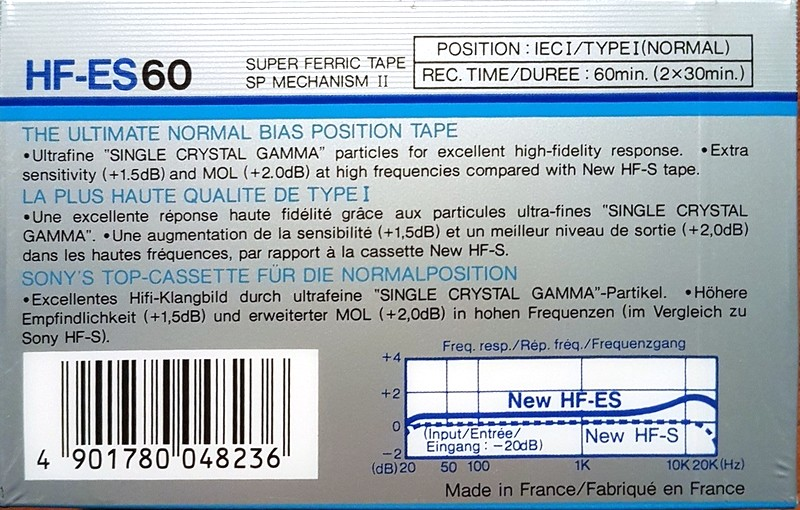 HF-ES60
SUPER FERRIC TAPE
SP MECHANISM II
POSITION : IEC I/TYPE I (NORMAL)
REC. TIME/DUREE : 60min. (2×30min.)
THE ULTIMATE NORMAL BIAS POSITION TAPE
•Ultrafine "SINGLE CRYSTAL GAMMA" particles for excellent high-fidelity response. •Extra
sensitivity (+1.5dB) and MOL (+2.0dB) at high frequencies compared with New HF-S tape.
LA PLUS HAUTE QUALITE DE TYPE I
•Une excellente réponse haute fidélité grâce aux particules ultra-fines "SINGLE CRYSTAL
GAMMA". •Une augmentation de la sensibilité (+1,5dB) et un meilleur niveau de sortie (+2,0dB)
dans les hautes fréquences, par rapport à la cassette New HF-S.
SONY'S TOP-CASSETTE FÜR DIE NORMALPOSITION
•Excellentes Hifi-Klangbild durch ultrafeine "SINGLE CRYSTAL GAMMA"-Partikel. •Höhere
Empfindlichkeit (+1,5dB) und erweiterter MOL (+2,0dB) in hohen Frequenzen (im Vergleich zu
Sony HF-S).
4 901780 048236
Freq. resp./Rép. fréq./Frequenzgang
+4
+2
0
−2
New HF-ES
(Input/Entrée/
Eingang : −20dB)
New HF-S
(dB) 20 50 100 1K 10K 20K (Hz)
Made in France/Fabriqué en France